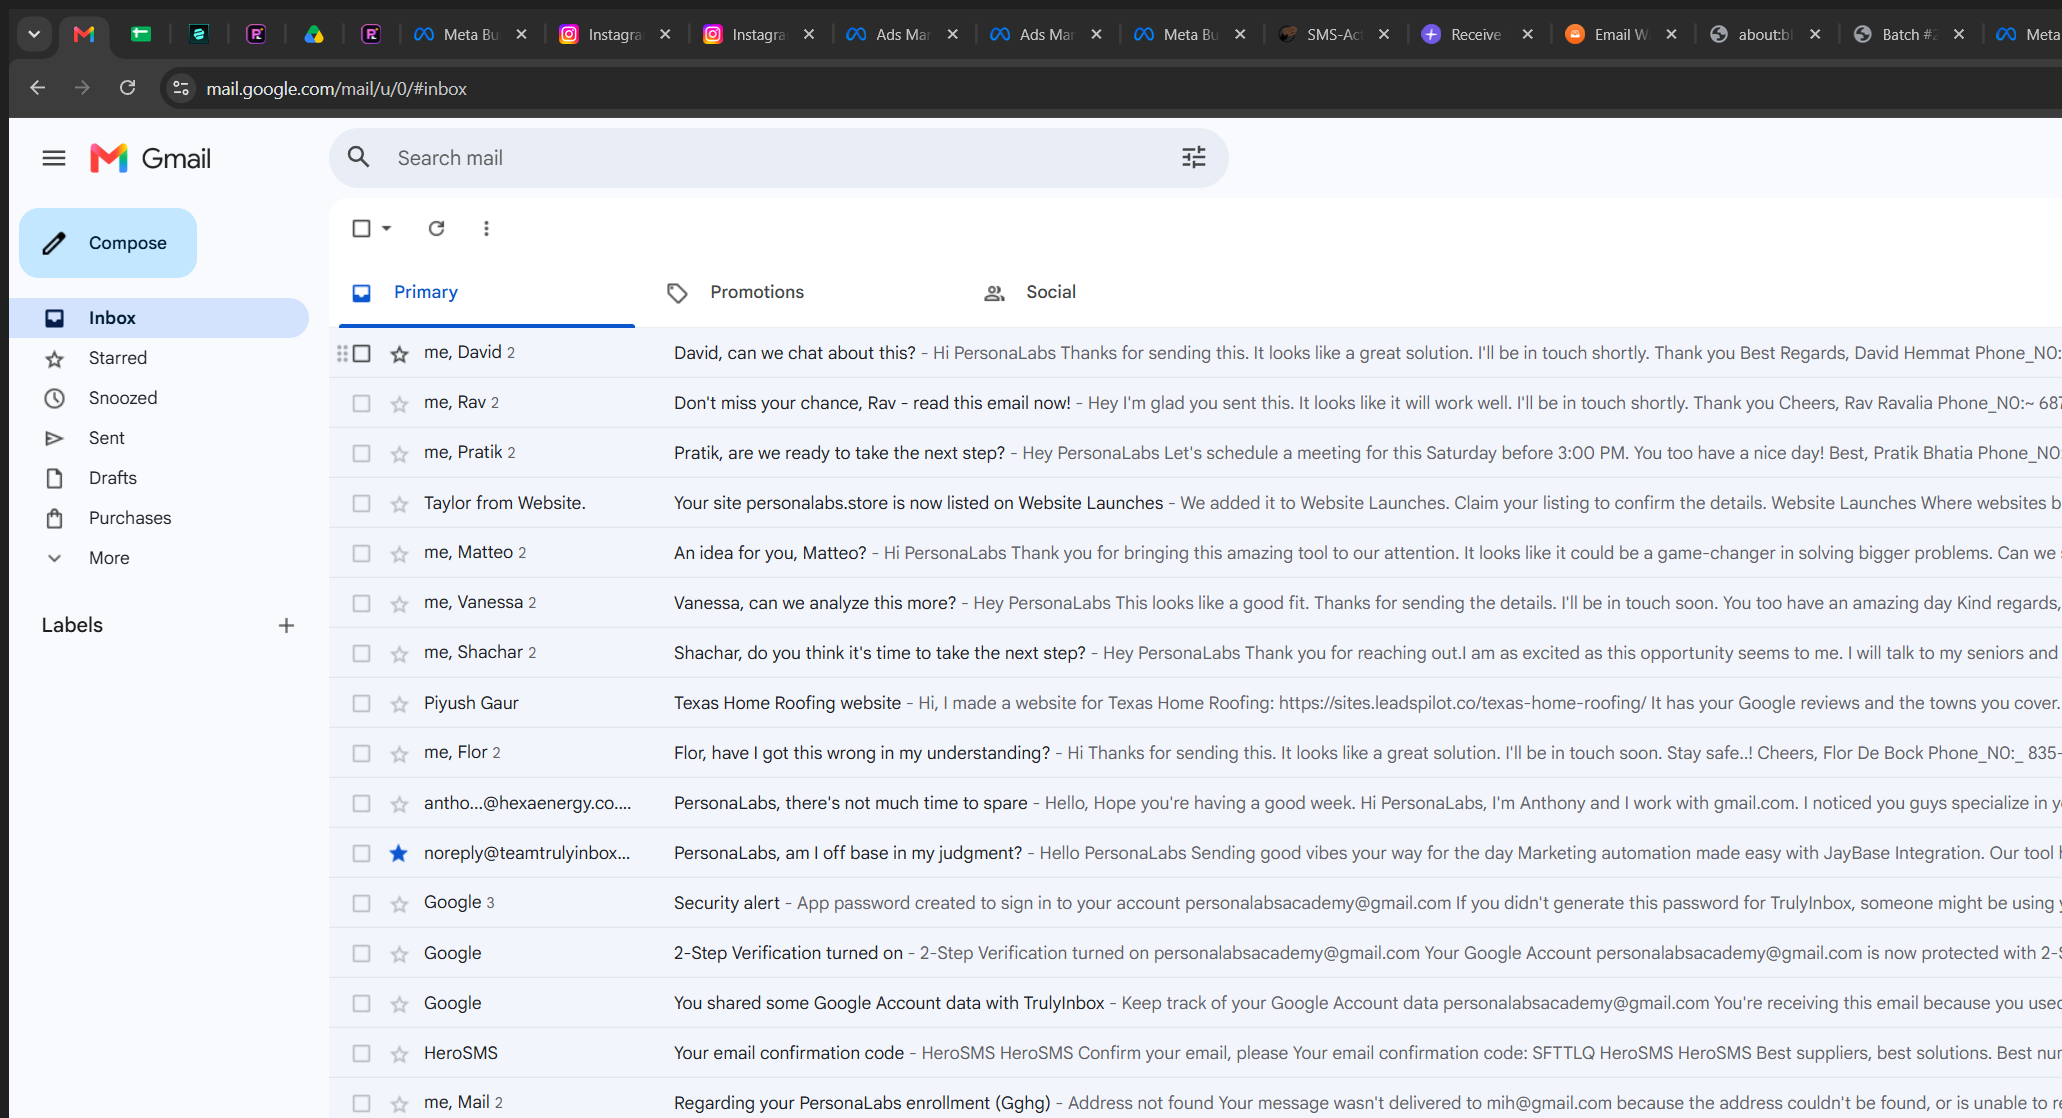 Meta Bu
Instagra
Instagra
Ads Mar
Ads Mar
Meta Bu
SMS-Act
Receive
Email W
about:bl
Batch #2
Meta
mail.google.com/mail/u/0/#inbox
Gmail
Search mail
Compose
Primary
Promotions
Social
Inbox
Starred
Snoozed
Sent
Drafts
Purchases
More
Labels
me, David 2 David, can we chat about this? - Hi PersonaLabs Thanks for sending this. It looks like a great solution. I'll be in touch shortly. Thank you Best Regards, David Hemmat Phone_N0:
me, Rav 2 Don't miss your chance, Rav - read this email now! - Hey I'm glad you sent this. It looks like it will work well. I'll be in touch shortly. Thank you Cheers, Rav Ravalia Phone_N0:~ 687
me, Pratik 2 Pratik, are we ready to take the next step? - Hey PersonaLabs Let's schedule a meeting for this Saturday before 3:00 PM. You too have a nice day! Best, Pratik Bhatia Phone_N0:
Taylor from Website. Your site personalabs.store is now listed on Website Launches - We added it to Website Launches. Claim your listing to confirm the details. Website Launches Where websites b
me, Matteo 2 An idea for you, Matteo? - Hi PersonaLabs Thank you for bringing this amazing tool to our attention. It looks like it could be a game-changer in solving bigger problems. Can we s
me, Vanessa 2 Vanessa, can we analyze this more? - Hey PersonaLabs This looks like a good fit. Thanks for sending the details. I'll be in touch soon. You too have an amazing day Kind regards,
me, Shachar 2 Shachar, do you think it's time to take the next step? - Hey PersonaLabs Thank you for reaching out.I am as excited as this opportunity seems to me. I will talk to my seniors and
Piyush Gaur Texas Home Roofing website - Hi, I made a website for Texas Home Roofing: https://sites.leadspilot.co/texas-home-roofing/ It has your Google reviews and the towns you cover.
me, Flor 2 Flor, have I got this wrong in my understanding? - Hi Thanks for sending this. It looks like a great solution. I'll be in touch soon. Stay safe..! Cheers, Flor De Bock Phone_N0:_ 835-
antho...@hexaenergy.co.... PersonaLabs, there's not much time to spare - Hello, Hope you're having a good week. Hi PersonaLabs, I'm Anthony and I work with gmail.com. I noticed you guys specialize in yo
noreply@teamtrulyinbox... PersonaLabs, am I off base in my judgment? - Hello PersonaLabs Sending good vibes your way for the day Marketing automation made easy with JayBase Integration. Our tool h
Google 3 Security alert - App password created to sign in to your account personalabsacademy@gmail.com If you didn't generate this password for TrulyInbox, someone might be using y
Google 2-Step Verification turned on - 2-Step Verification turned on personalabsacademy@gmail.com Your Google Account personalabsacademy@gmail.com is now protected with 2-S
Google You shared some Google Account data with TrulyInbox - Keep track of your Google Account data personalabsacademy@gmail.com You're receiving this email because you used
HeroSMS Your email confirmation code - HeroSMS HeroSMS Confirm your email, please Your email confirmation code: SFTTLQ HeroSMS HeroSMS Best suppliers, best solutions. Best num
me, Mail 2 Regarding your PersonaLabs enrollment (Gghg) - Address not found Your message wasn't delivered to mih@gmail.com because the address couldn't be found, or is unable to re